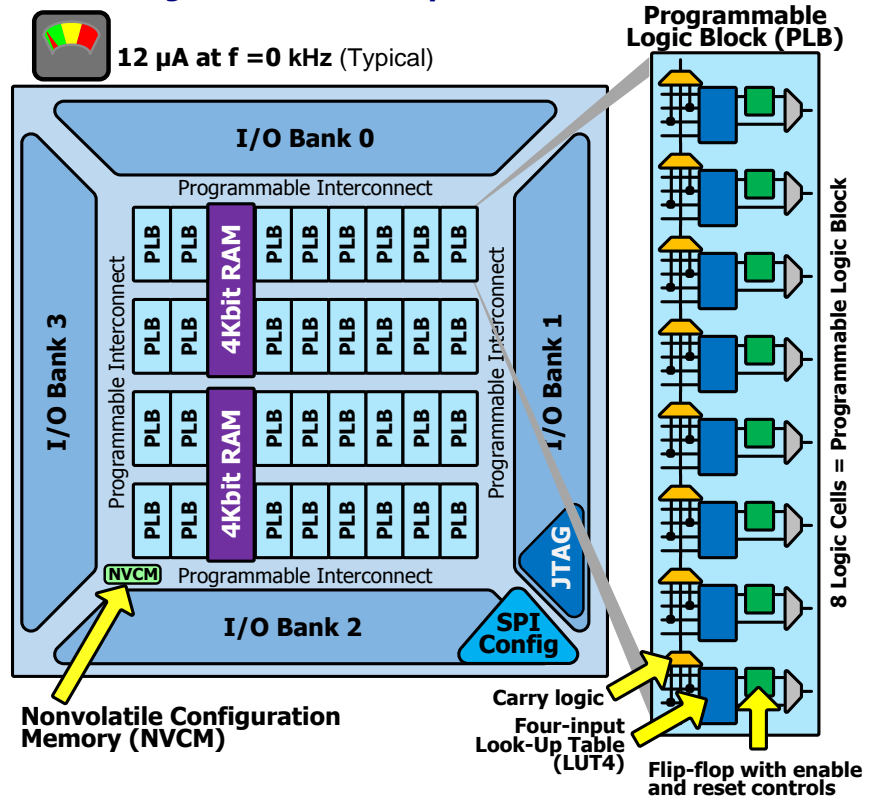 Programmable
Logic Block (PLB)
12 µA at f =0 kHz (Typical)
I/O Bank 0
Programmable Interconnect
PLB PLB 4Kbit RAM PLB PLB PLB PLB PLB PLB
PLB PLB PLB PLB PLB PLB PLB PLB
PLB PLB 4Kbit RAM PLB PLB PLB PLB PLB PLB
PLB PLB PLB PLB PLB PLB PLB PLB
I/O Bank 3
Programmable Interconnect
Programmable Interconnect
I/O Bank 1
8 Logic Cells = Programmable Logic Block
NVCM
Programmable Interconnect
JTAG
I/O Bank 2
SPI
Config
Nonvolatile Configuration
Memory (NVCM)
Carry logic
Four-input
Look-Up Table
(LUT4)
Flip-flop with enable
and reset controls